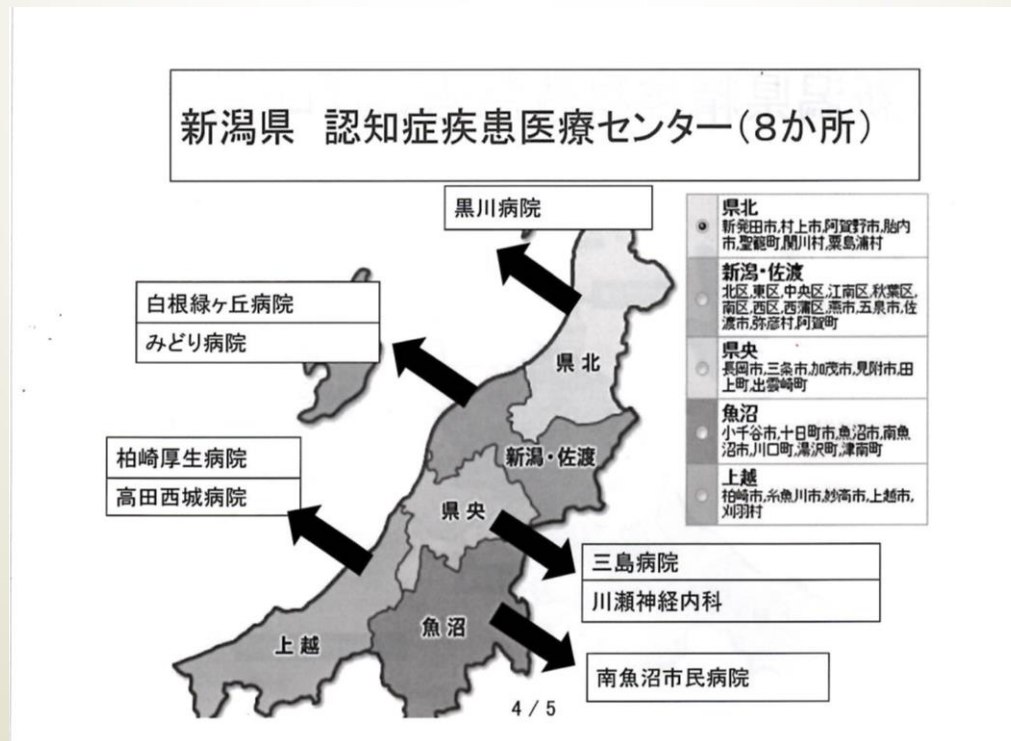 新潟県 認知症疾患医療センター(8か所)
黒川病院
白根緑ヶ丘病院
みどり病院
柏崎厚生病院
高田西城病院
県北
新潟・佐渡
県央
魚沼
上越
県北
新発田市,村上市,阿賀野市,胎内
市,聖籠町,関川村,粟島浦村
新潟・佐渡
北区,東区,中央区,江南区,秋葉区,
南区,西区,西蒲区,燕市,五泉市,佐
渡市,弥彦村,阿賀町
県央
長岡市,三条市,加茂市,見附市,田
上町,出雲崎町
魚沼
小千谷市,十日町市,魚沼市,南魚
沼市,川口町,湯沢町,津南町
上越
柏崎市,糸魚川市,妙高市,上越市,
刈羽村
三島病院
川瀬神経内科
南魚沼市民病院
4 / 5